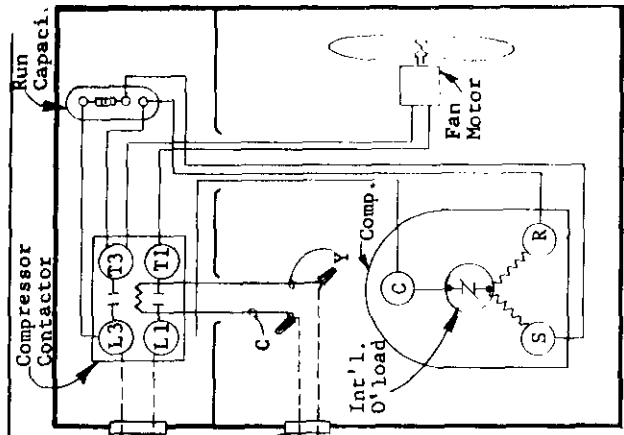 Compressor
Contactor
Run
Capaci.
L3
T3
L1
T1
C
Y
Comp.
Fan
Motor
C
R
S
Int'l.
O'load